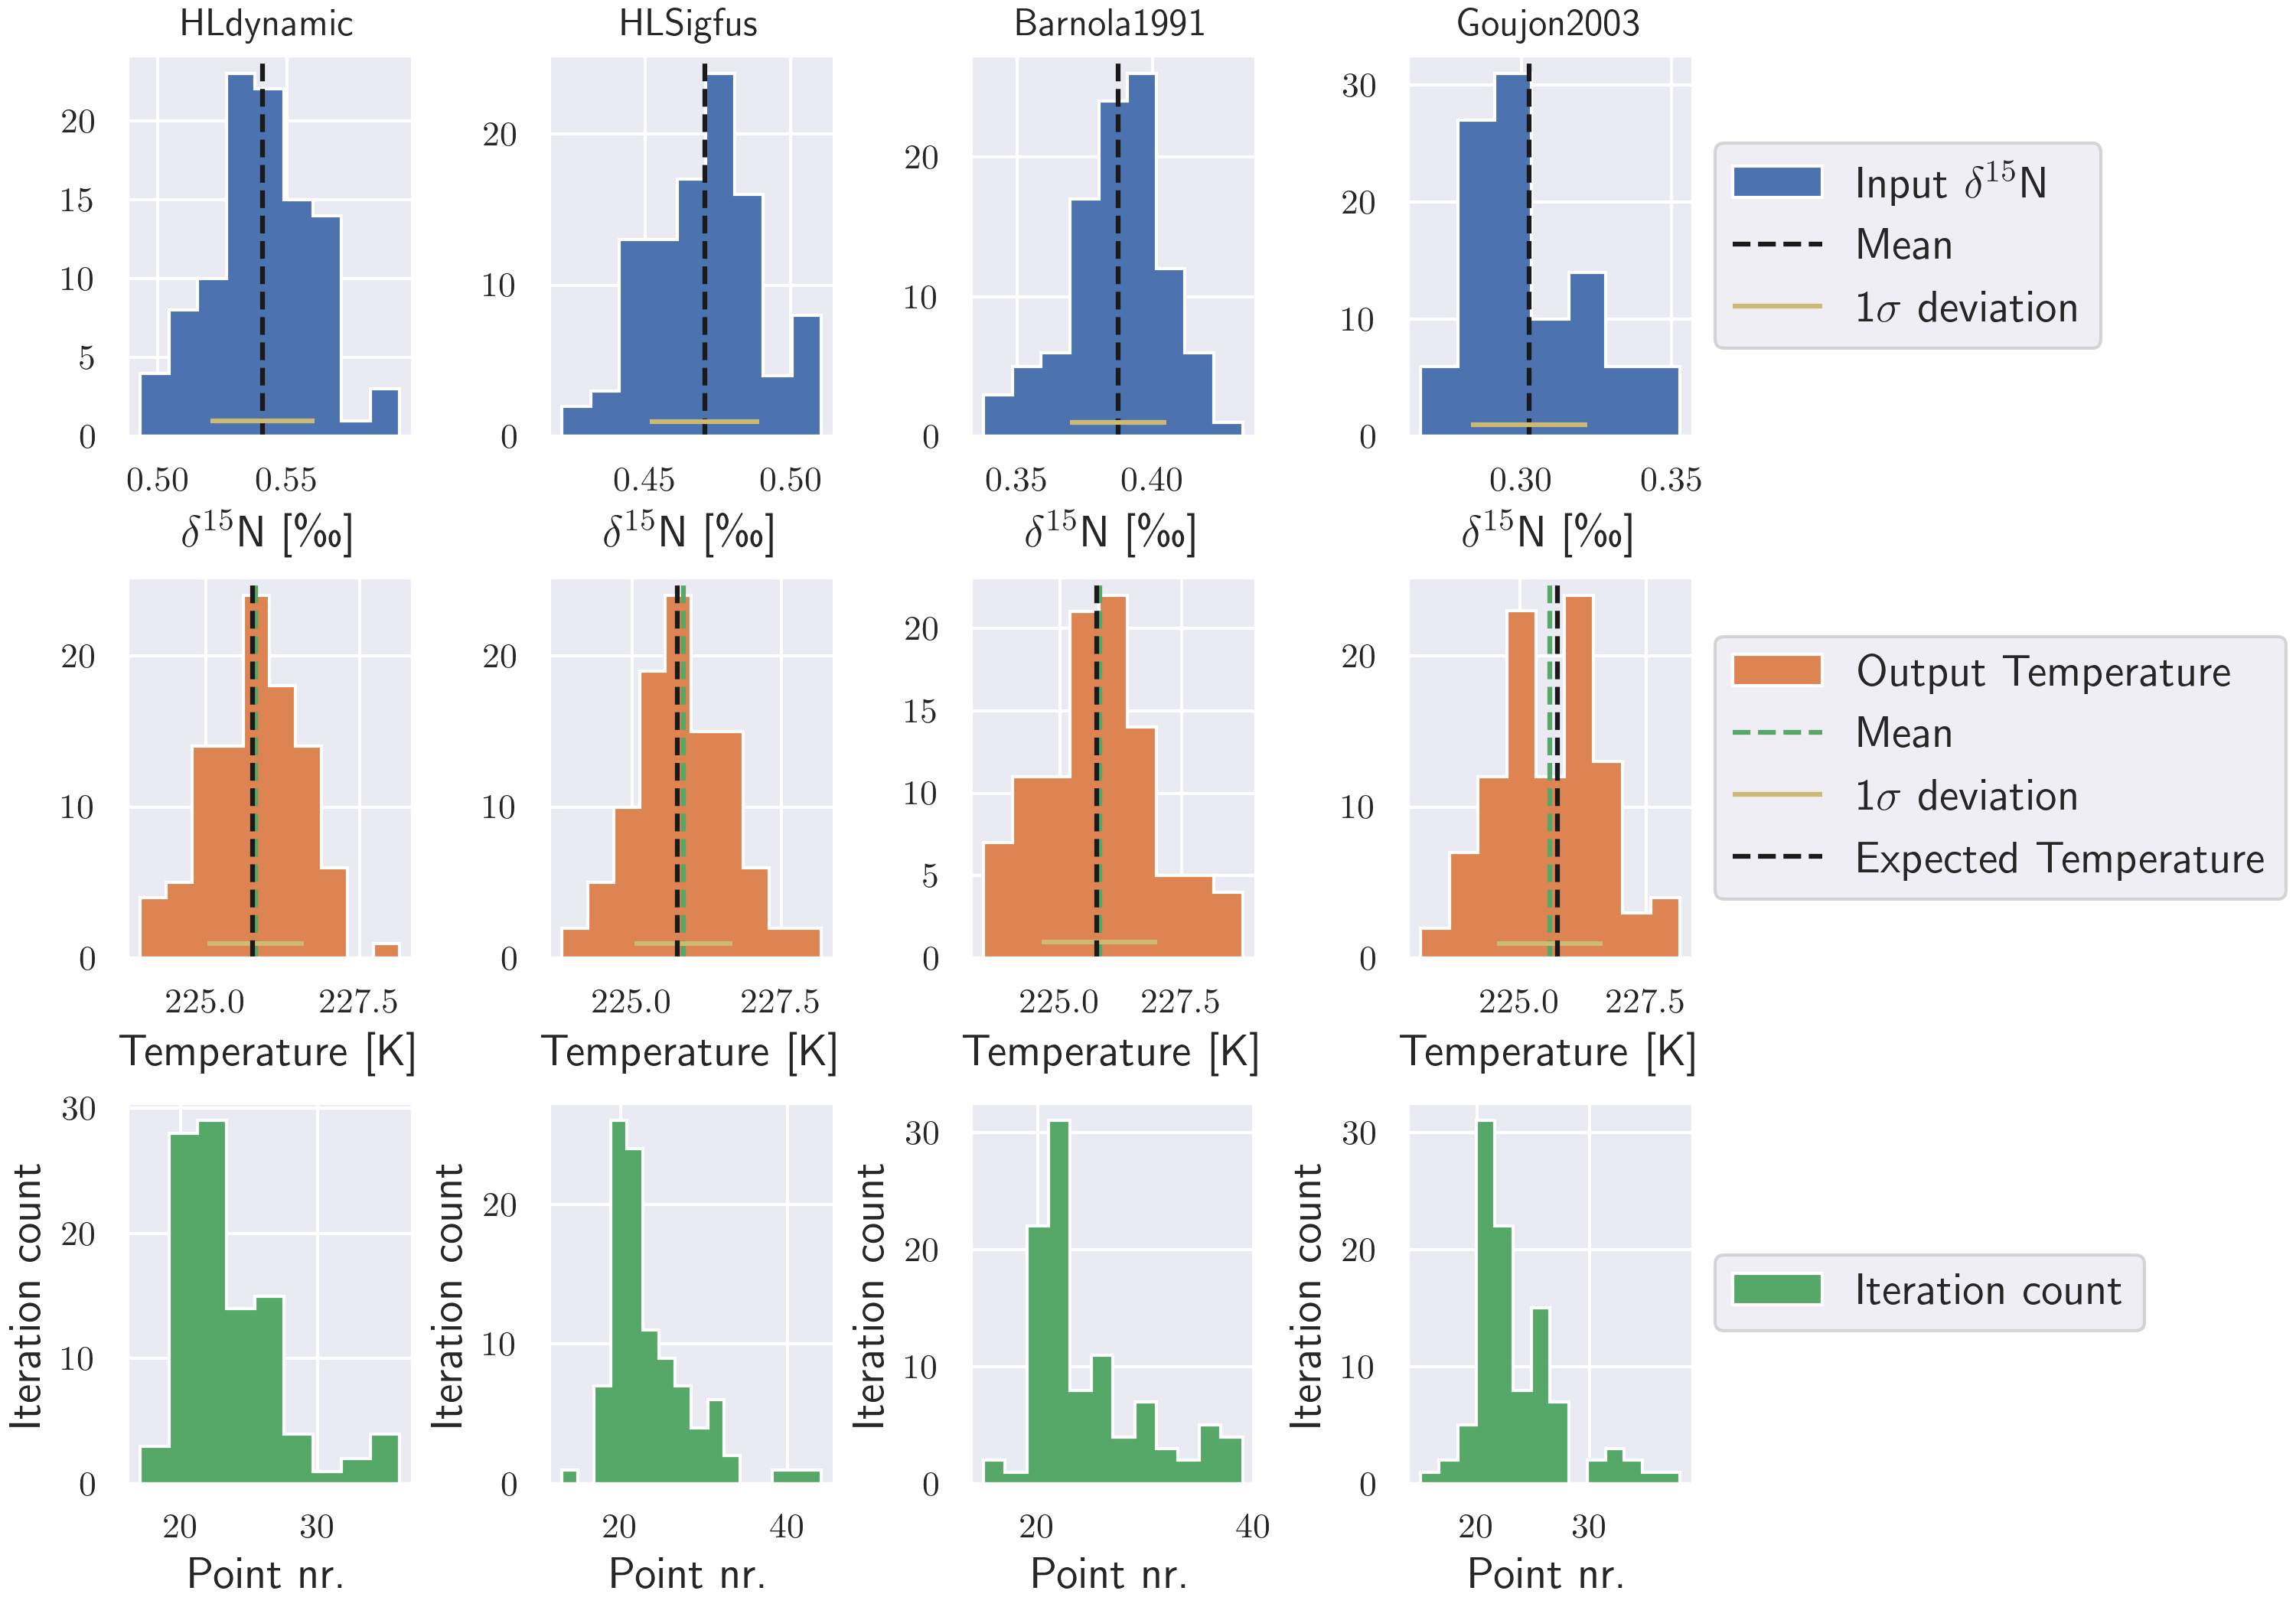 HLdynamic HLSigfus Barnola1991 Goujon2003
20
15
10
5
0
0.50 0.55
δ¹⁵N [‰]
20
10
0
0.45 0.50
δ¹⁵N [‰]
20
10
0
0.35 0.40
δ¹⁵N [‰]
30
20
10
0
0.30 0.35
δ¹⁵N [‰]
Input δ¹⁵N
Mean
1σ deviation
20
10
0
225.0 227.5
Temperature [K]
20
10
0
225.0 227.5
Temperature [K]
20
15
10
5
0
225.0 227.5
Temperature [K]
20
10
0
225.0 227.5
Temperature [K]
Output Temperature
Mean
1σ deviation
Expected Temperature
Iteration count
30
20
10
0
20 30
Point nr.
Iteration count
20
10
0
20 40
Point nr.
Iteration count
30
20
10
0
20 40
Point nr.
Iteration count
30
20
10
0
20 30
Point nr.
Iteration count